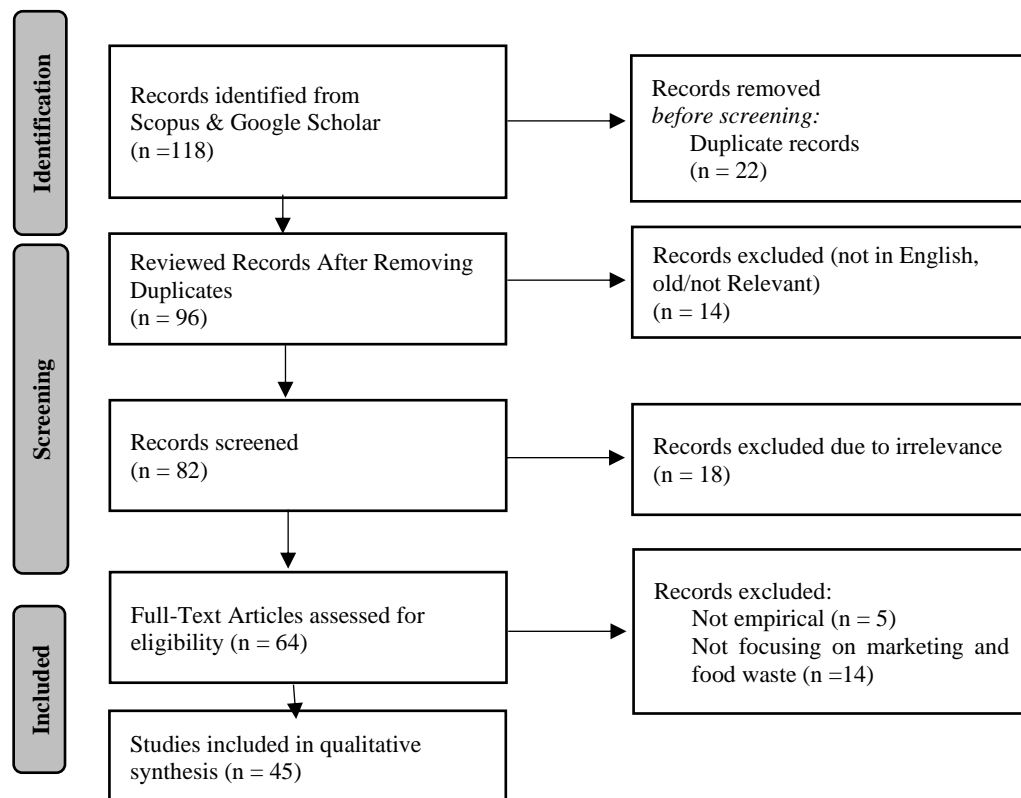 Identification
Records identified from
Scopus & Google Scholar
(n =118)
Records removed
before screening:
Duplicate records
(n = 22)
Screening
Reviewed Records After Removing
Duplicates
(n = 96)
Records excluded (not in English,
old/not Relevant)
(n = 14)
Records screened
(n = 82)
Records excluded due to irrelevance
(n = 18)
Included
Full-Text Articles assessed for
eligibility (n = 64)
Records excluded:
Not empirical (n = 5)
Not focusing on marketing and
food waste (n =14)
Studies included in qualitative
synthesis (n = 45)